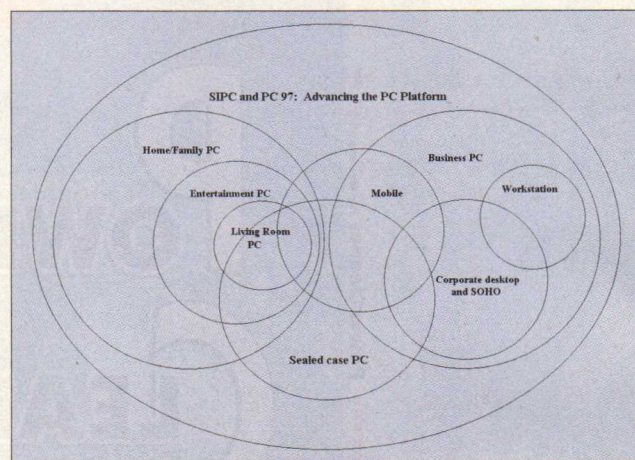 SIPC and PC 97: Advancing the PC Platform
Home/Family PC
Business PC
Entertainment PC
Mobile
Workstation
Living Room
PC
Corporate desktop
and SOHO
Sealed case PC